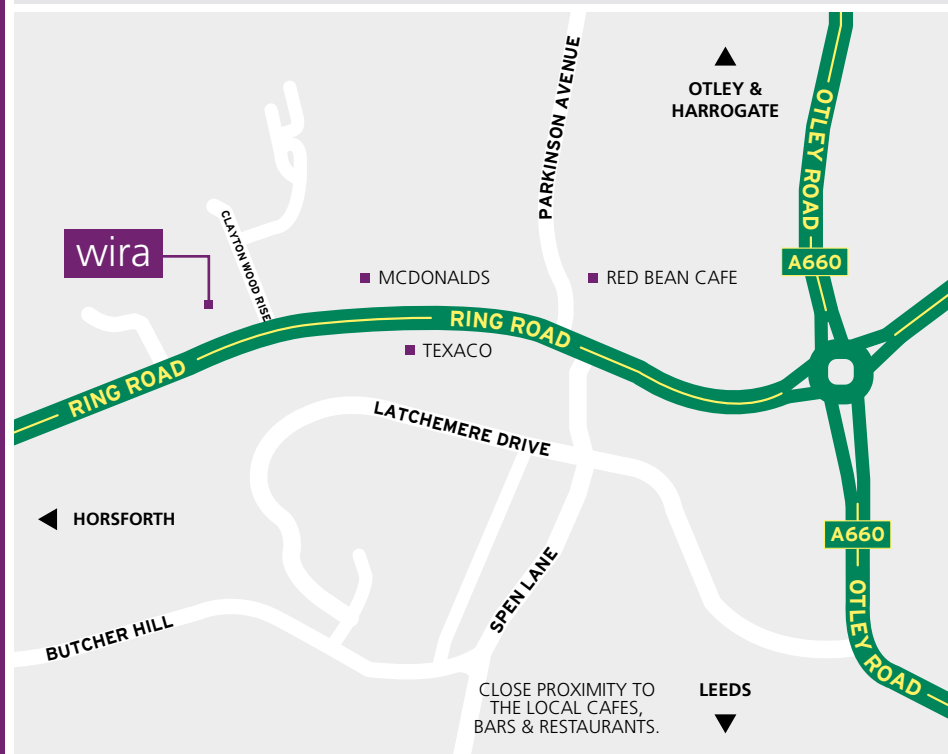 PARKINSON AVENUE
OTLEY &
HARROGATE
OTLEY ROAD
CLAYTON WOOD RISE
wira
A660
MCDONALDS
RED BEAN CAFE
RING ROAD
TEXACO
RING ROAD
LATCHEMERE DRIVE
HORSFORTH
A660
SPEN LANE
OTLEY ROAD
BUTCHER HILL
CLOSE PROXIMITY TO
THE LOCAL CAFES,
BARS & RESTAURANTS.
LEEDS